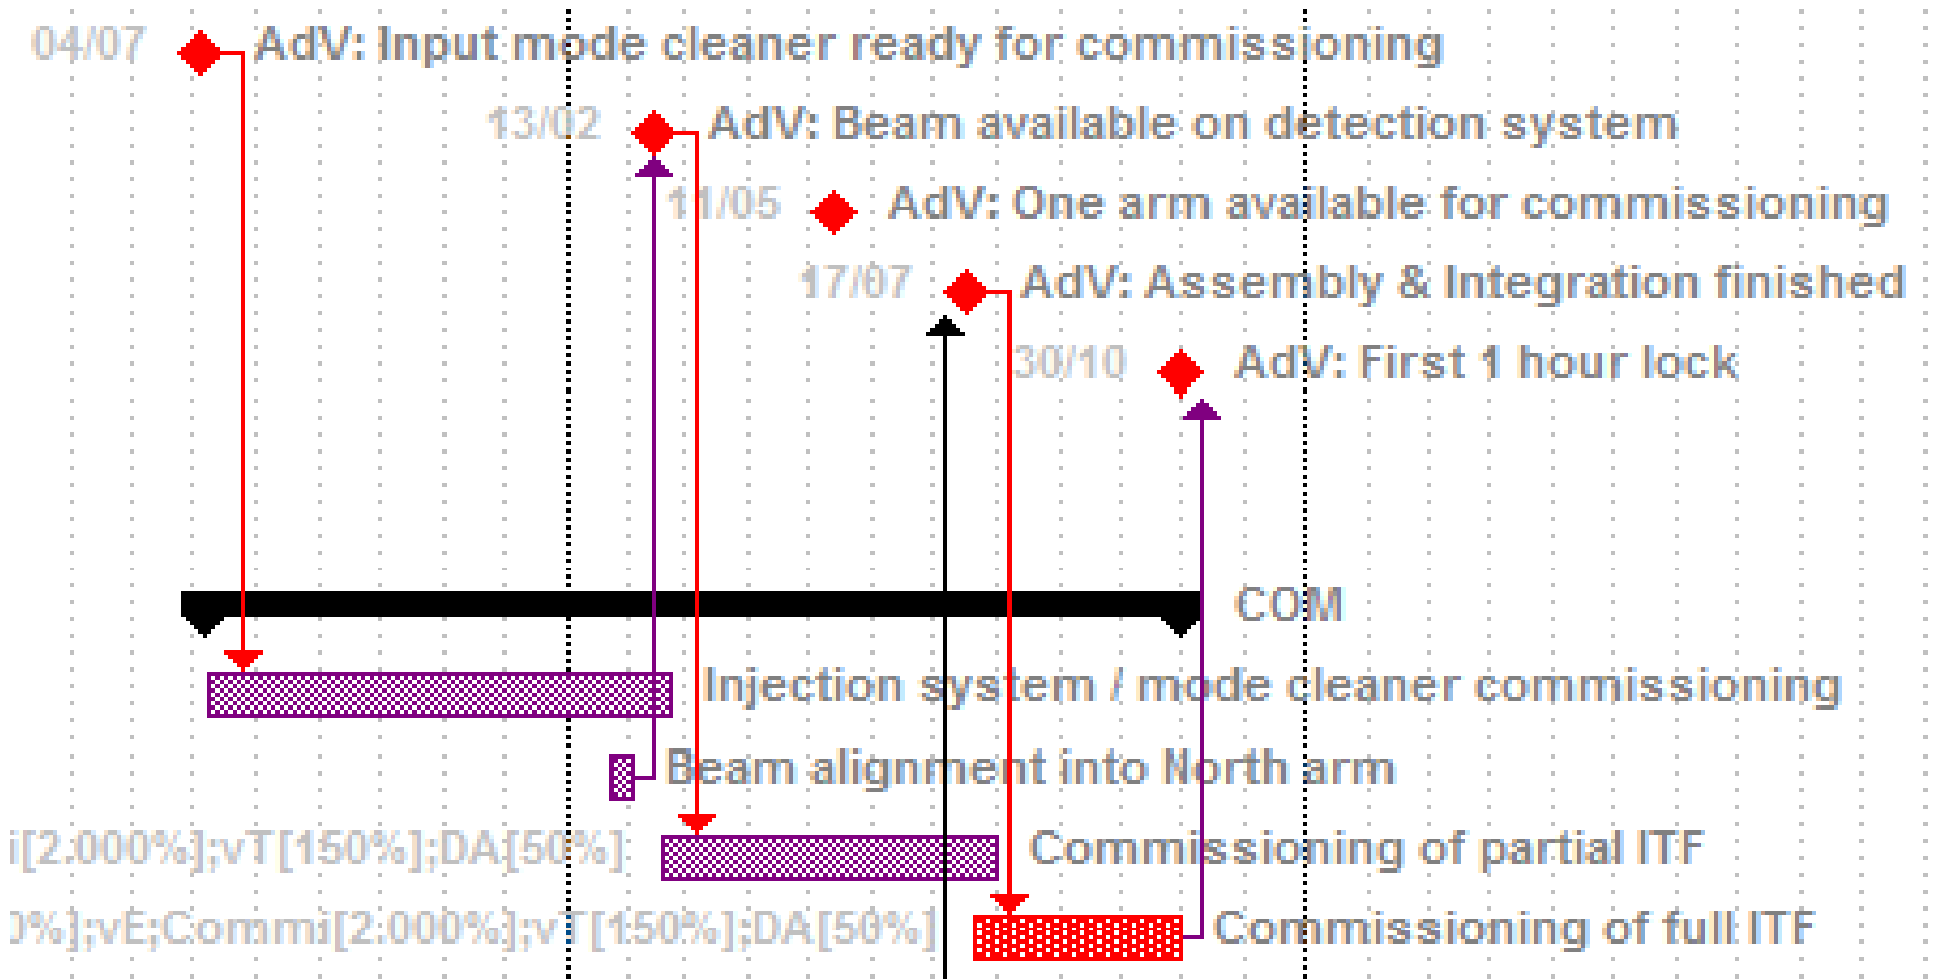 04/07 AdV: Input mode cleaner ready for commissioning
13/02 AdV: Beam available on detection system
11/05 AdV: One arm available for commissioning
17/07 AdV: Assembly & Integration finished
30/10 AdV: First 1 hour lock
COM
Injection system / mode cleaner commissioning
Beam alignment into North arm
i[2.000%];vT[150%];DA[50%] Commissioning of partial ITF
0%];vE;Commi[2.000%];vT[150%];DA[50%] Commissioning of full ITF